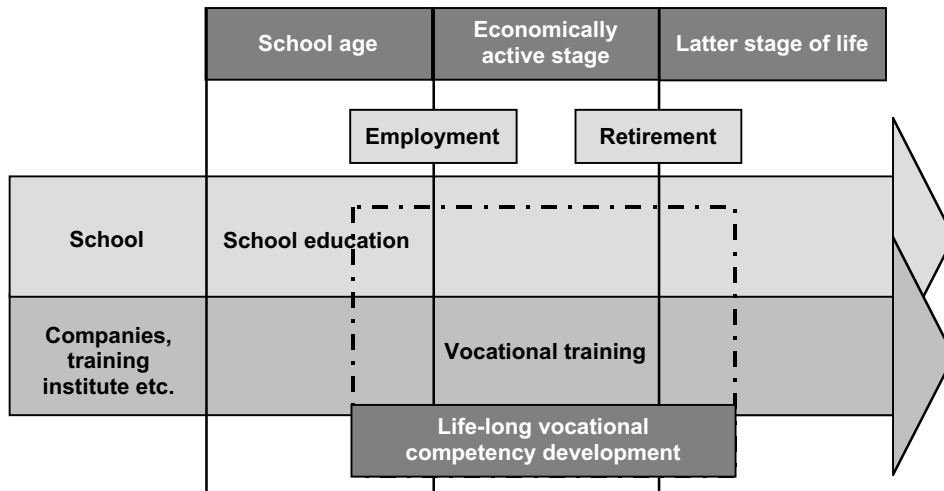 School age
Economically
active stage
Latter stage of life
Employment
Retirement
School
School education
Companies,
training
institute etc.
Vocational training
Life-long vocational
competency development